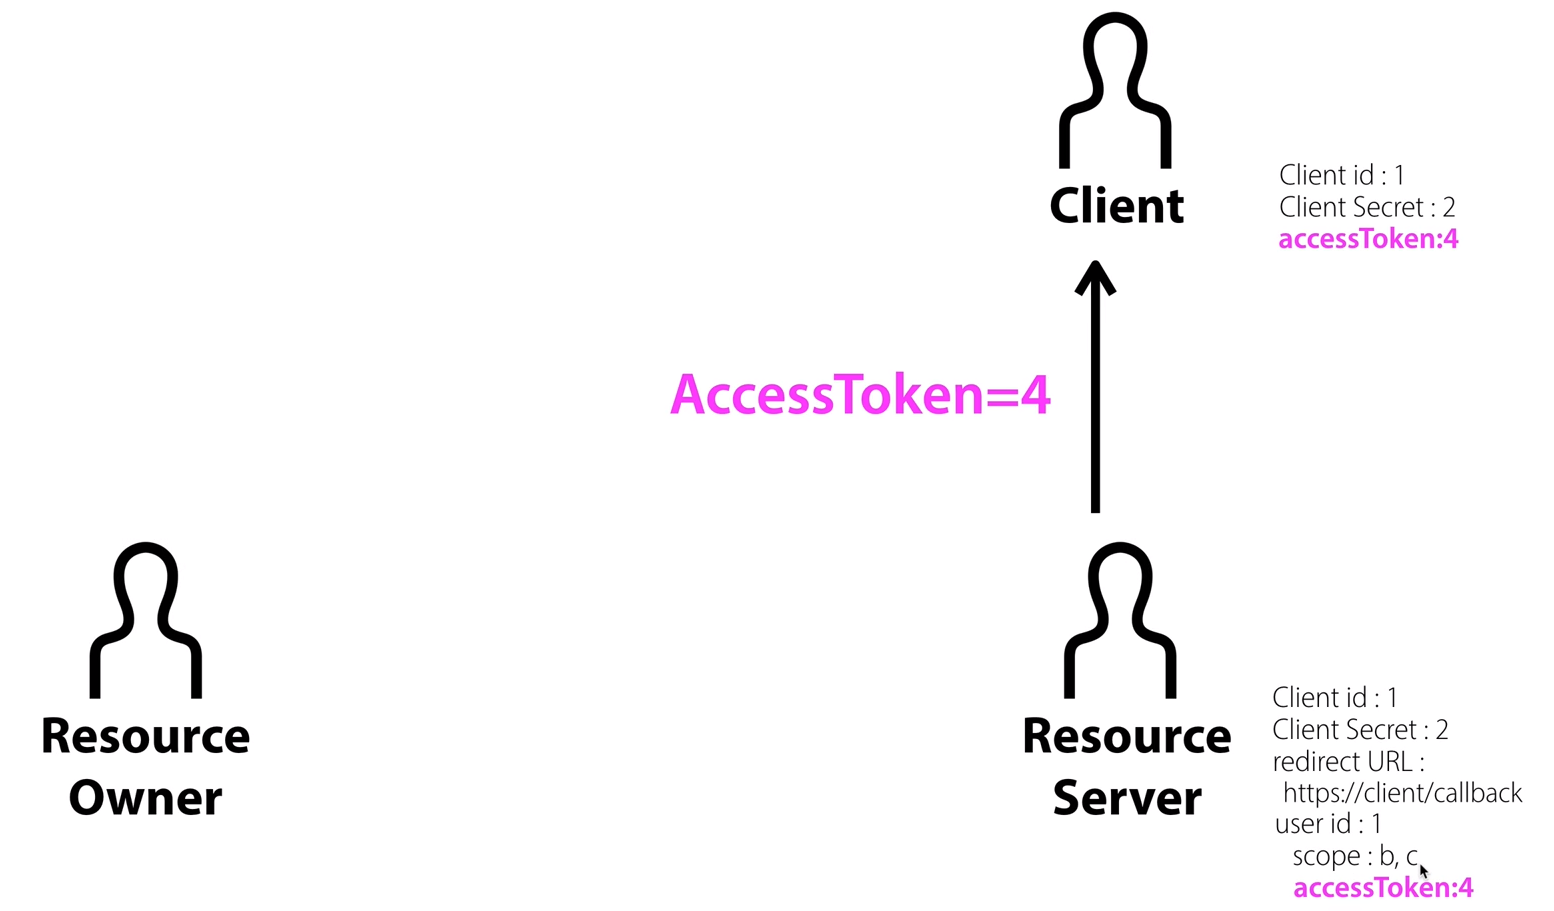 Client
Client id : 1
Client Secret : 2
accessToken:4
AccessToken=4
Resource
Owner
Resource
Server
Client id : 1
Client Secret : 2
redirect URL :
https://client/callback
user id : 1
scope : b, c
accessToken:4